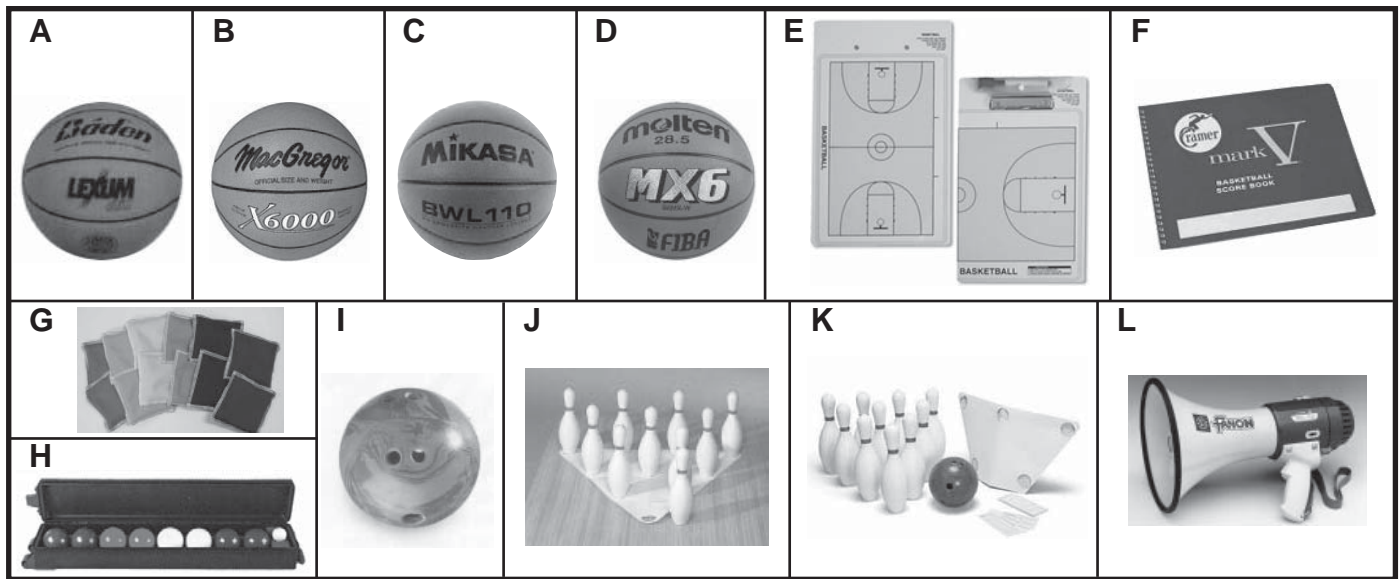 A
B
C
D
E
F
Baden
LEXUM
MacGregor
OFFICIAL SIZE AND WEIGHT
X6000
MIKASA
BWL110
molten
28.5
MX6
FIBA
BASKETBALL
BASKETBALL
Cramer
mark V
BASKETBALL
SCORE BOOK
G
H
I
J
K
L
FANON